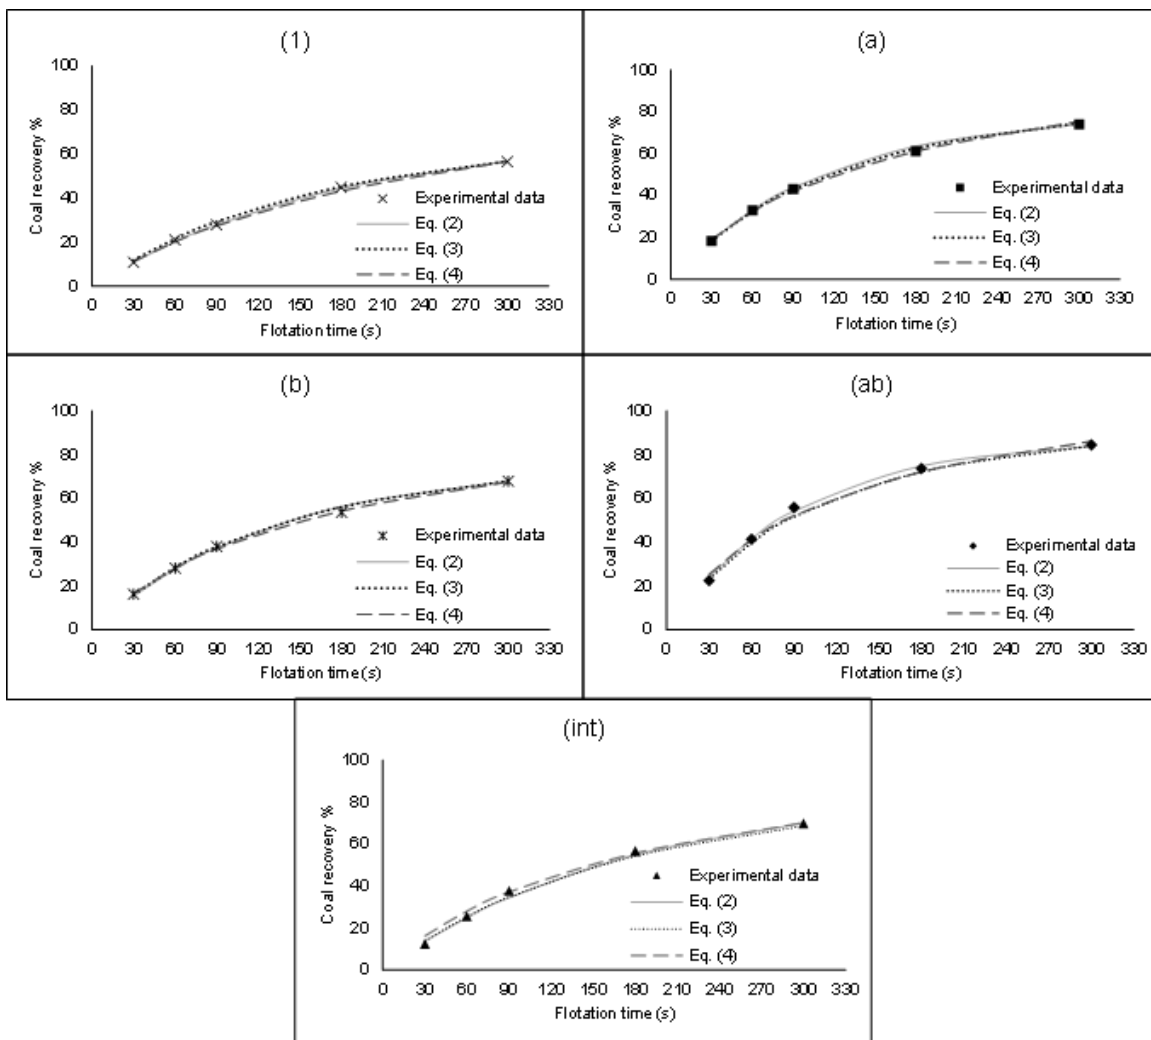 (1)
100
80
60
40
20
0
Coal recovery %
Experimental data
Eq. (2)
Eq. (3)
Eq. (4)
0 30 60 90 120 150 180 210 240 270 300 330
Flotation time (s)
(a)
100
80
60
40
20
0
Coal recovery %
Experimental data
Eq. (2)
Eq. (3)
Eq. (4)
0 30 60 90 120 150 180 210 240 270 300 330
Flotation time (s)
(b)
100
80
60
40
20
0
Coal recovery %
Experimental data
Eq. (2)
Eq. (3)
Eq. (4)
0 30 60 90 120 150 180 210 240 270 300 330
Flotation time (s)
(ab)
100
80
60
40
20
0
Coal recovery %
Experimental data
Eq. (2)
Eq. (3)
Eq. (4)
0 30 60 90 120 150 180 210 240 270 300 330
Flotation time (s)
(int)
100
80
60
40
20
0
Coal recovery %
Experimental data
Eq. (2)
Eq. (3)
Eq. (4)
0 30 60 90 120 150 180 210 240 270 300 330
Flotation time (s)